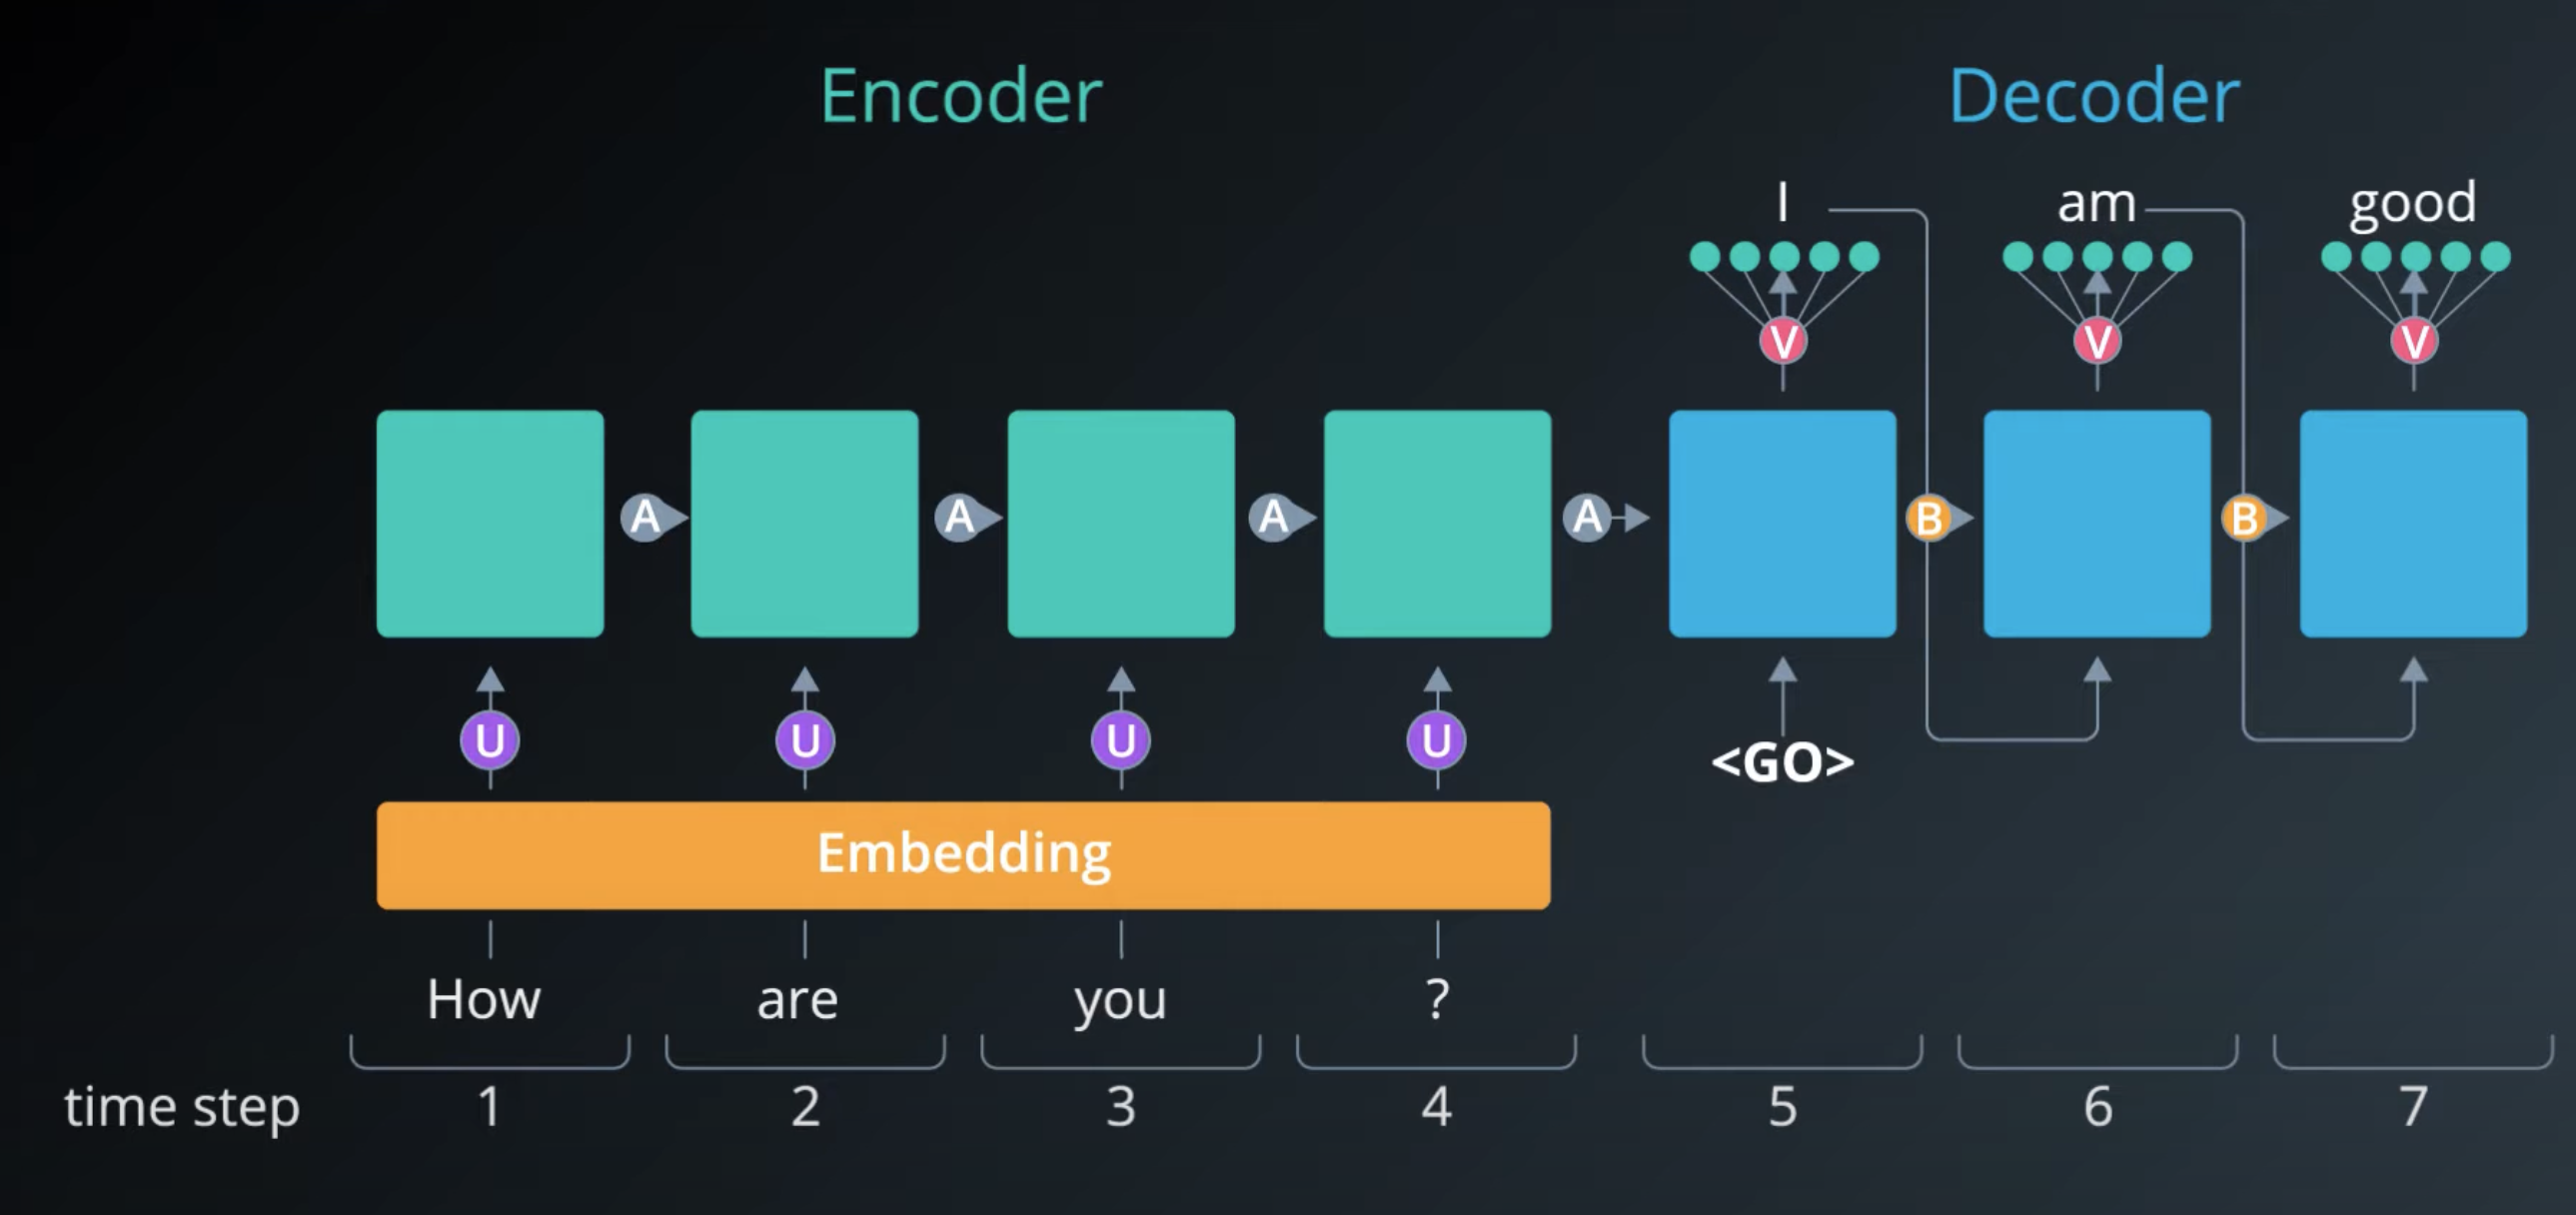 Encoder
Decoder
I am good
V V V
A A A A B B
U U U U
<GO>
Embedding
How are you ?
time step 1 2 3 4 5 6 7